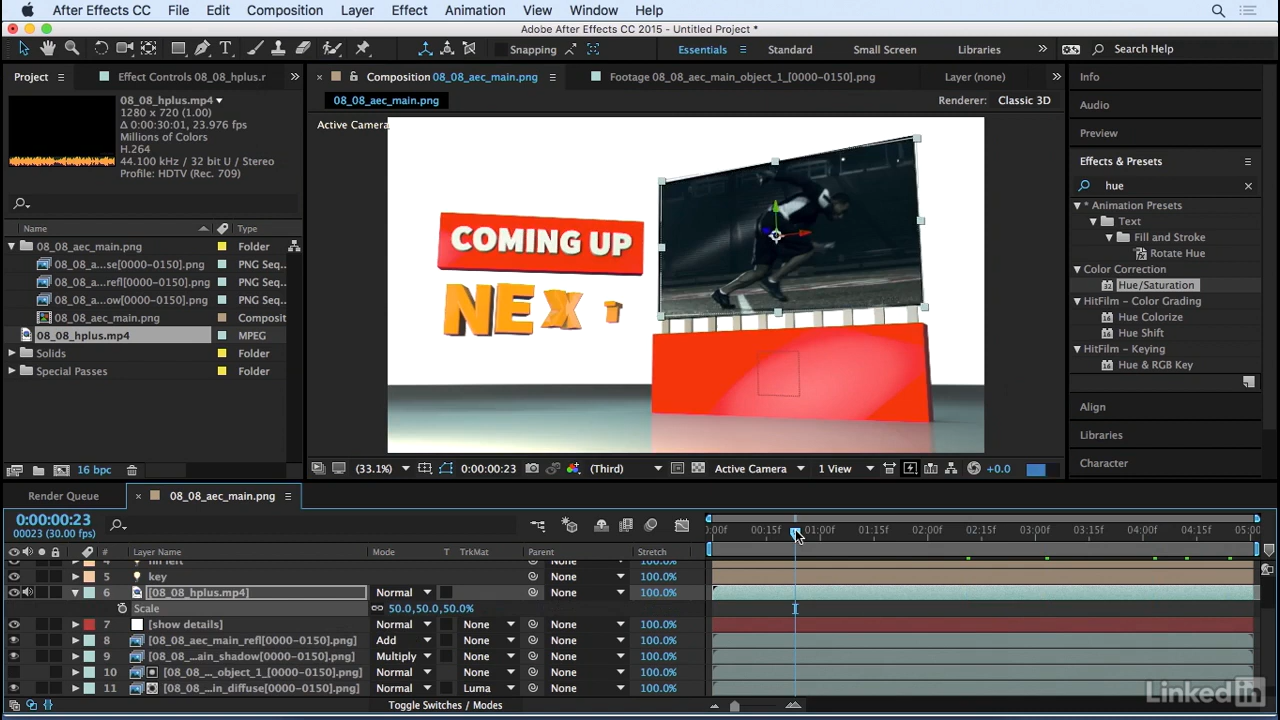 After Effects CC File Edit Composition Layer Effect Animation View Window Help
Adobe After Effects CC 2015 - Untitled Project *
Snapping Essentials Standard Small Screen Libraries Search Help
Project Effect Controls 08_08_hplus.r Composition 08_08_aec_main.png Footage 08_08_aec_main_object_1_[0000-0150].png Layer (none) Info
08_08_hplus.mp4
1280 x 720 (1.00)
Δ 0:00:30:01, 23.976 fps
Millions of Colors
H.264
44.100 kHz / 32 bit U / Stereo
Profile: HDTV (Rec. 709)
08_08_aec_main.png Renderer: Classic 3D
Active Camera
COMING UP
NEX
Name Type
08_08_aec_main.png Folder
08_08_a...se[0000-0150].png PNG Seq...
08_08_a...refl[0000-0150].png PNG Seq...
08_08_a...ow[0000-0150].png PNG Seq...
08_08_aec_main.png Composit
08_08_hplus.mp4 MPEG
Solids Folder
Special Passes Folder
16 bpc
(33.1%) 0:00:00:23 (Third) Active Camera 1 View +0.0
Audio
Preview
Effects & Presets
hue
* Animation Presets
Text
Fill and Stroke
Rotate Hue
Color Correction
32 Hue/Saturation
HitFilm – Color Grading
16 Hue Colorize
16 Hue Shift
HitFilm – Keying
16 Hue & RGB Key
Align
Libraries
Character
Render Queue 08_08_aec_main.png
0:00:00:23
00023 (30.00 fps)
00:00f 00:15f 01:00f 01:15f 02:00f 02:15f 03:00f 03:15f 04:00f 04:15f 05:00
# Layer Name Mode T TrkMat Parent Stretch
4 fill left None 100.0%
5 key None 100.0%
6 [08_08_hplus.mp4] Normal None 100.0%
Scale 50.0,50.0,50.0%
7 [show details] Normal None None 100.0%
8 [08_08_aec_main_refl[0000-0150].png] Add None None 100.0%
9 [08_08_...ain_shadow[0000-0150].png] Multiply None None 100.0%
10 [08_08_..._object_1_[0000-0150].png] Normal None None 100.0%
11 [08_08_...in_diffuse[0000-0150].png] Normal Luma None 100.0%
Toggle Switches / Modes
LinkedIn